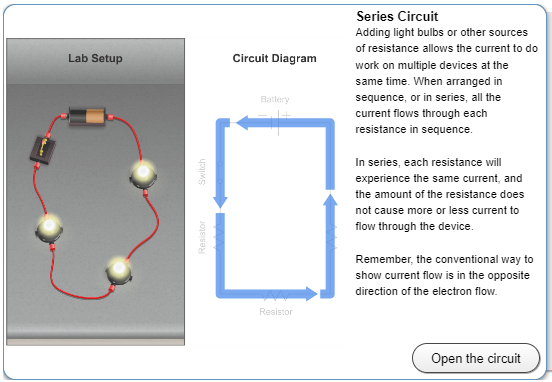 Series Circuit
Adding light bulbs or other sources
of resistance allows the current to do
work on multiple devices at the
same time. When arranged in
sequence, or in series, all the
current flows through each
resistance in sequence.
In series, each resistance will
experience the same current, and
the amount of the resistance does
not cause more or less current to
flow through the device.
Remember, the conventional way to
show current flow is in the opposite
direction of the electron flow.
Lab Setup
Circuit Diagram
Battery
Switch
Resistor
Resistor
Open the circuit